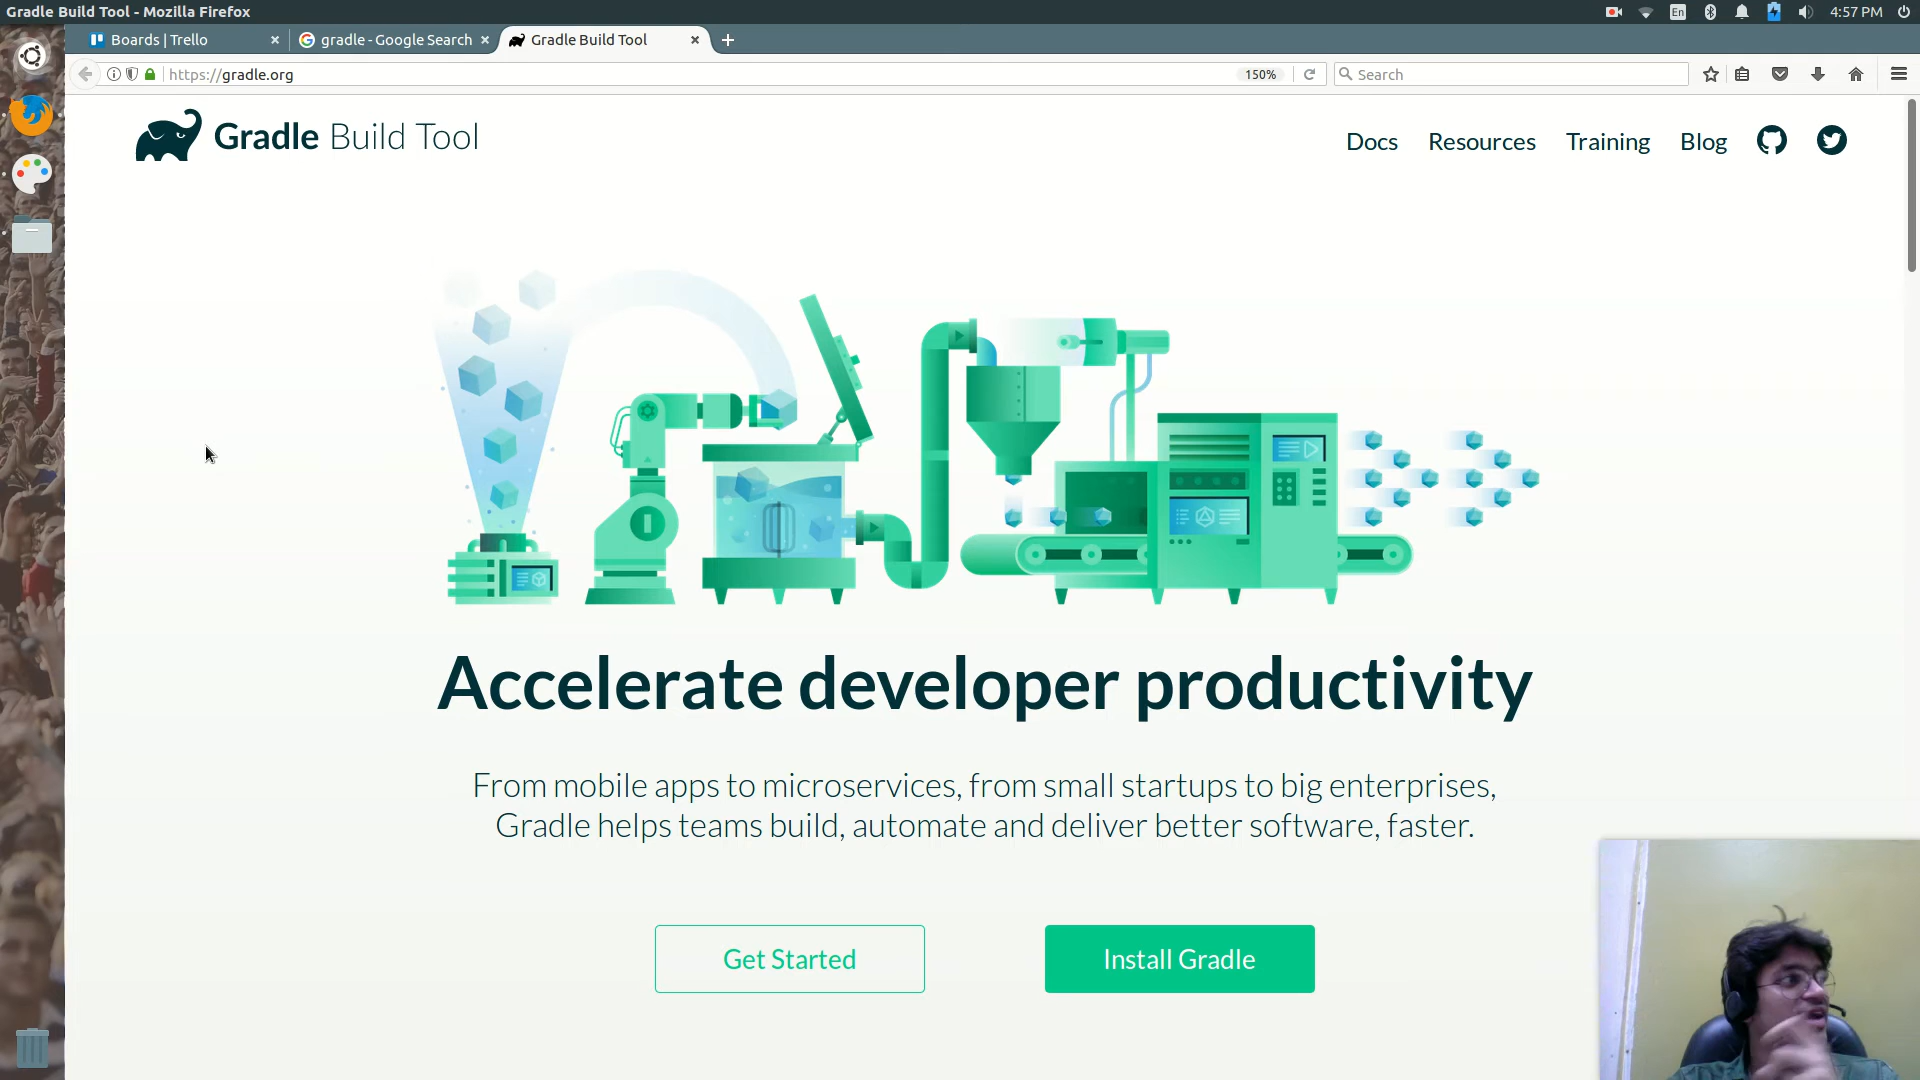 Gradle Build Tool - Mozilla Firefox
En
4:57 PM
Boards | Trello
gradle - Google Search
Gradle Build Tool
https://gradle.org
150%
Search
Gradle Build Tool
Docs Resources Training Blog
Accelerate developer productivity
From mobile apps to microservices, from small startups to big enterprises,
Gradle helps teams build, automate and deliver better software, faster.
Get Started
Install Gradle